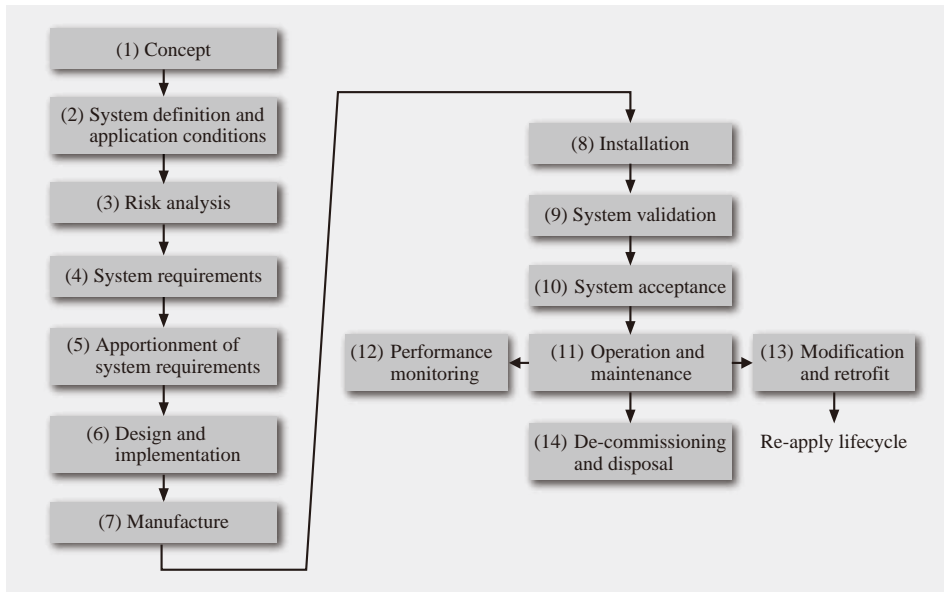 (1) Concept
(2) System definition and
application conditions
(3) Risk analysis
(4) System requirements
(5) Apportionment of
system requirements
(6) Design and
implementation
(7) Manufacture
(8) Installation
(9) System validation
(10) System acceptance
(11) Operation and
maintenance
(12) Performance
monitoring
(13) Modification
and retrofit
(14) De-commissioning
and disposal
Re-apply lifecycle